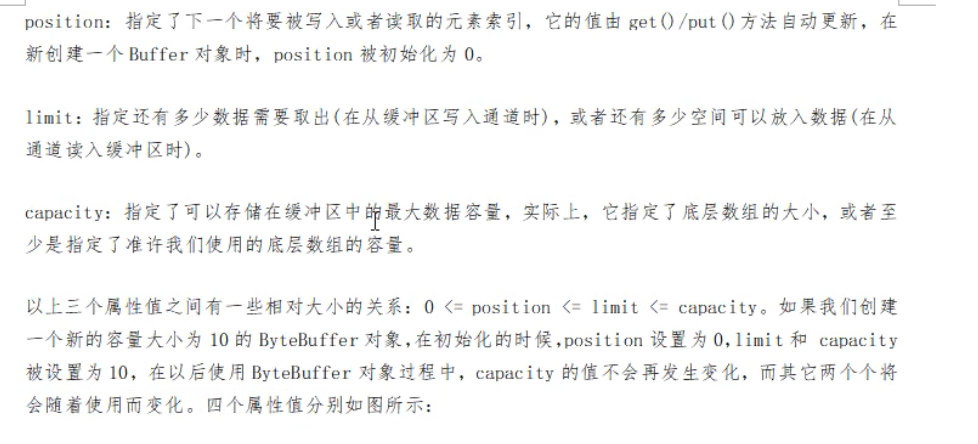 position：指定了下一个将要被写入或者读取的元素索引，它的值由 get()/put()方法自动更新，在
新创建一个 Buffer 对象时，position 被初始化为 0。
limit：指定还有多少数据需要取出(在从缓冲区写入通道时)，或者还有多少空间可以放入数据(在从
通道读入缓冲区时)。
capacity：指定了可以存储在缓冲区中的最大数据容量，实际上，它指定了底层数组的大小，或者至
少是指定了准许我们使用的底层数组的容量。
以上三个属性值之间有一些相对大小的关系：0 <= position <= limit <= capacity。如果我们创建
一个新的容量大小为 10 的 ByteBuffer 对象,在初始化的时候,position 设置为 0,limit 和 capacity
被设置为 10，在以后使用 ByteBuffer 对象过程中，capacity 的值不会再发生变化，而其它两个个将
会随着使用而变化。四个属性值分别如图所示：